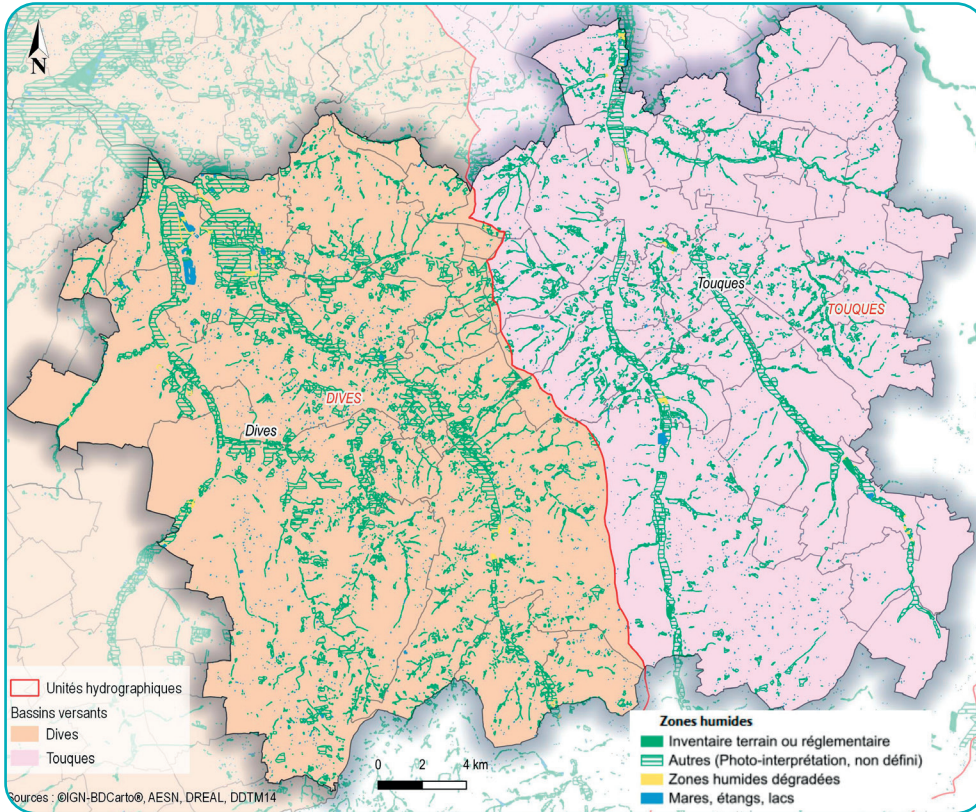 N
Touques
TOUQUES
DIVES
Dives
Unités hydrographiques
Bassins versants
Dives
Touques
Sources : ©IGN-BDCarto®, AESN, DREAL, DDTM14
0 2 4 km
Zones humides
Inventaire terrain ou réglementaire
Autres (Photo-interprétation, non défini)
Zones humides dégradées
Mares, étangs, lacs